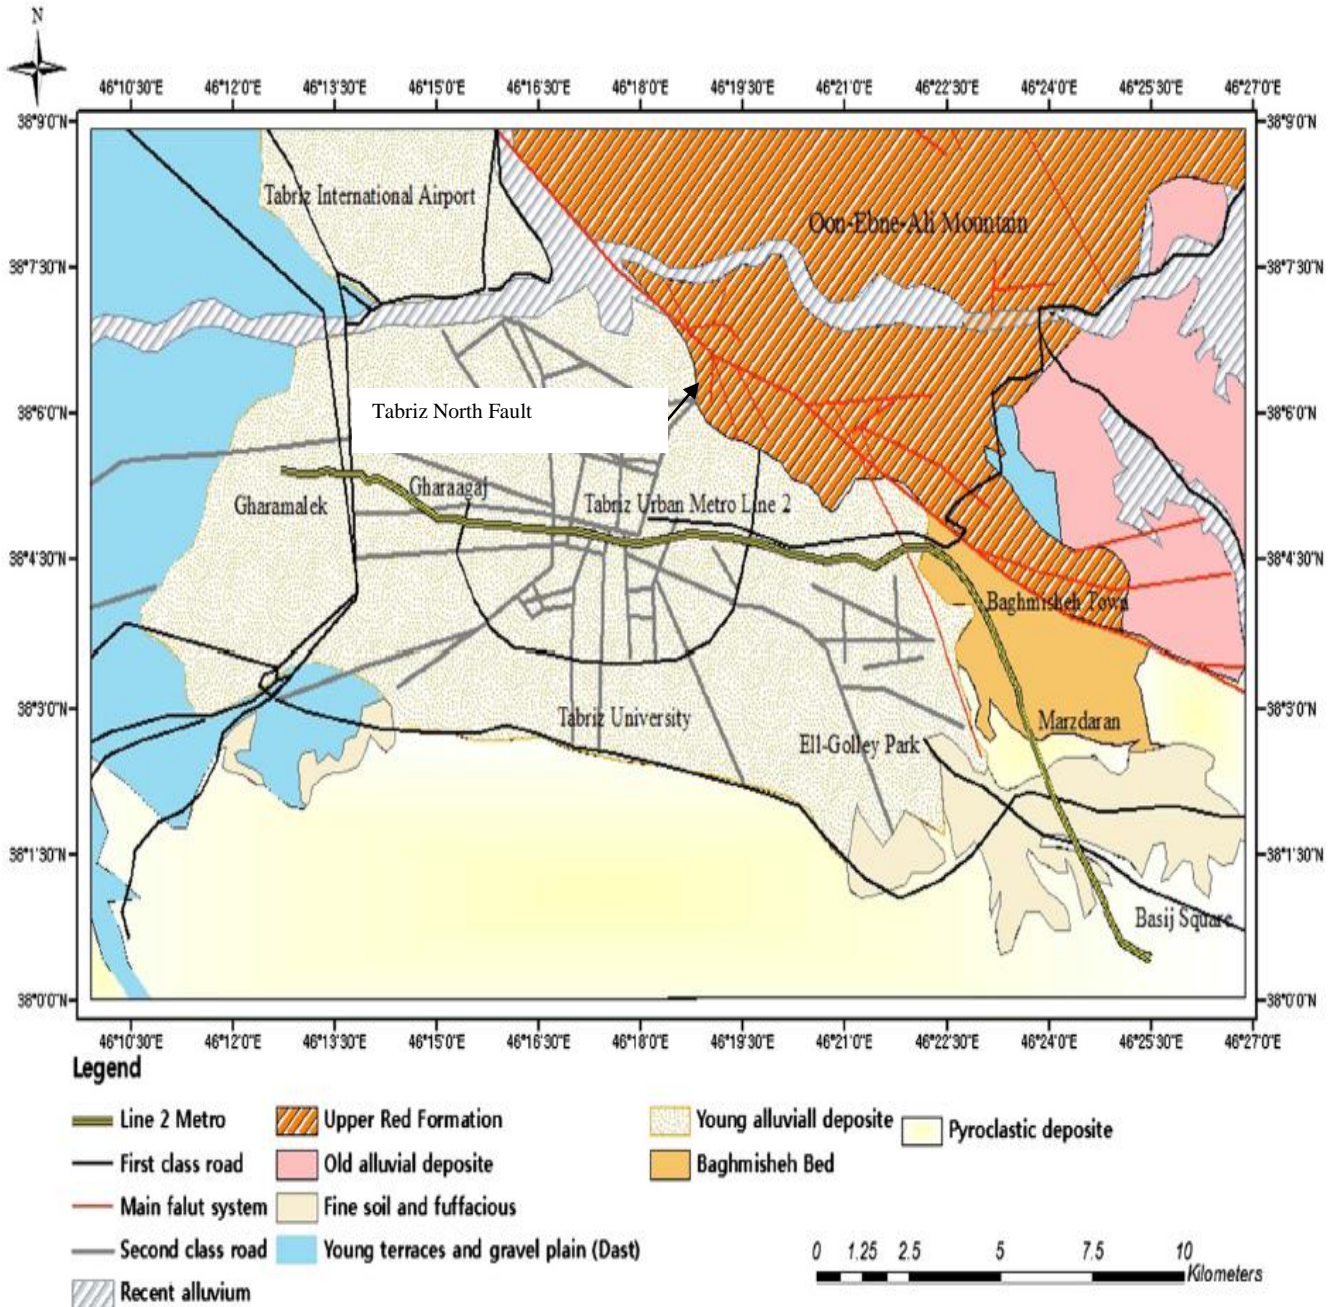 N
46°10'30"E 46°12'0"E 46°13'30"E 46°15'0"E 46°16'30"E 46°18'0"E 46°19'30"E 46°21'0"E 46°22'30"E 46°24'0"E 46°25'30"E 46°27'0"E
38°9'0"N 38°9'0"N
Tabriz International Airport
Oon-Ebne-Ali Mountain
38°7'30"N 38°7'30"N
Tabriz North Fault
38°6'0"N 38°6'0"N
Gharaagaj
Gharamalek
Tabriz Urban Metro Line 2
38°4'30"N 38°4'30"N
Baghmisheh Town
38°3'0"N 38°3'0"N
Tabriz University
Marzdaran
Ell-Golley Park
38°1'30"N 38°1'30"N
Basij Square
38°0'0"N 38°0'0"N
46°10'30"E 46°12'0"E 46°13'30"E 46°15'0"E 46°16'30"E 46°18'0"E 46°19'30"E 46°21'0"E 46°22'30"E 46°24'0"E 46°25'30"E 46°27'0"E
Legend
Line 2 Metro
Upper Red Formation
Young alluviall deposite
Pyroclastic deposite
First class road
Old alluvial deposite
Baghmisheh Bed
Main falut system
Fine soil and fuffacious
Second class road
Young terraces and gravel plain (Dast)
Recent alluvium
0 1.25 2.5 5 7.5 10
Kilometers